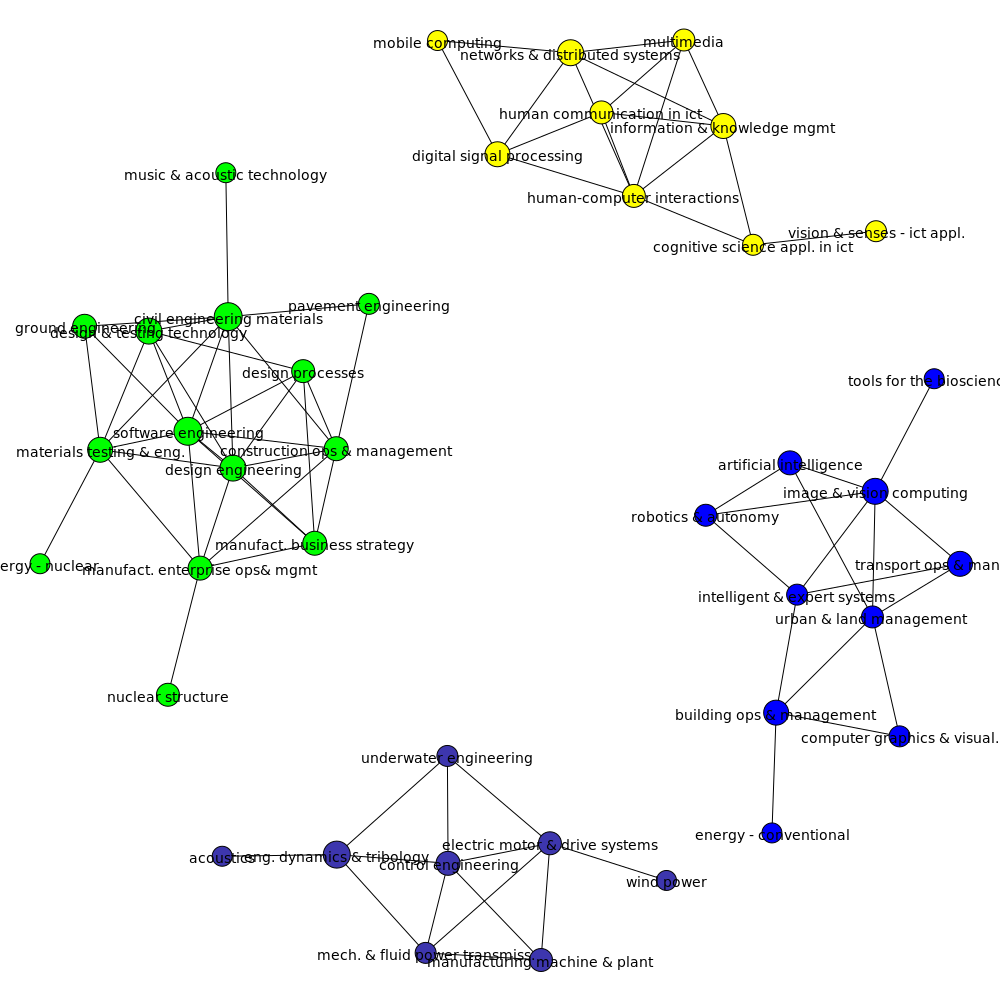 mobile computing
multimedia
networks & distributed systems
human communication in ict
information & knowledge mgmt
digital signal processing
human-computer interactions
vision & senses - ict appl.
cognitive science appl. in ict
music & acoustic technology
pavement engineering
civil engineering materials
ground engineering
design & testing technology
design processes
software engineering
construction ops & management
materials testing & eng.
design engineering
manufact. business strategy
ergy - nuclear
manufact. enterprise ops& mgmt
nuclear structure
tools for the bioscienc
artificial intelligence
image & vision computing
robotics & autonomy
transport ops & man
intelligent & expert systems
urban & land management
building ops & management
computer graphics & visual.
energy - conventional
underwater engineering
electric motor & drive systems
acoustics
eng. dynamics & tribology
control engineering
wind power
mech. & fluid power transmiss
manufacturing machine & plant